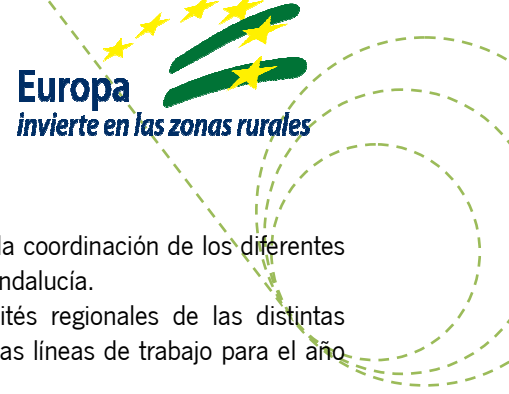 Europa
invierte en las zonas rurales
la coordinación de los diferentes
ndalucía.
ités regionales de las distintas
as líneas de trabajo para el año